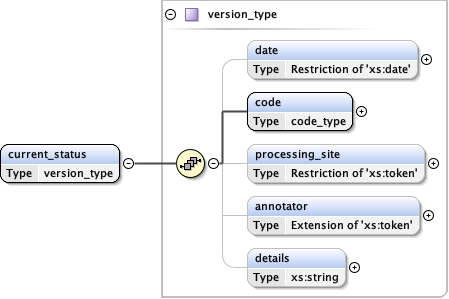 version_type
date
Type Restriction of 'xs:date'
code
Type code_type
current_status
Type version_type
processing_site
Type Restriction of 'xs:token'
annotator
Type Extension of 'xs:token'
details
Type xs:string